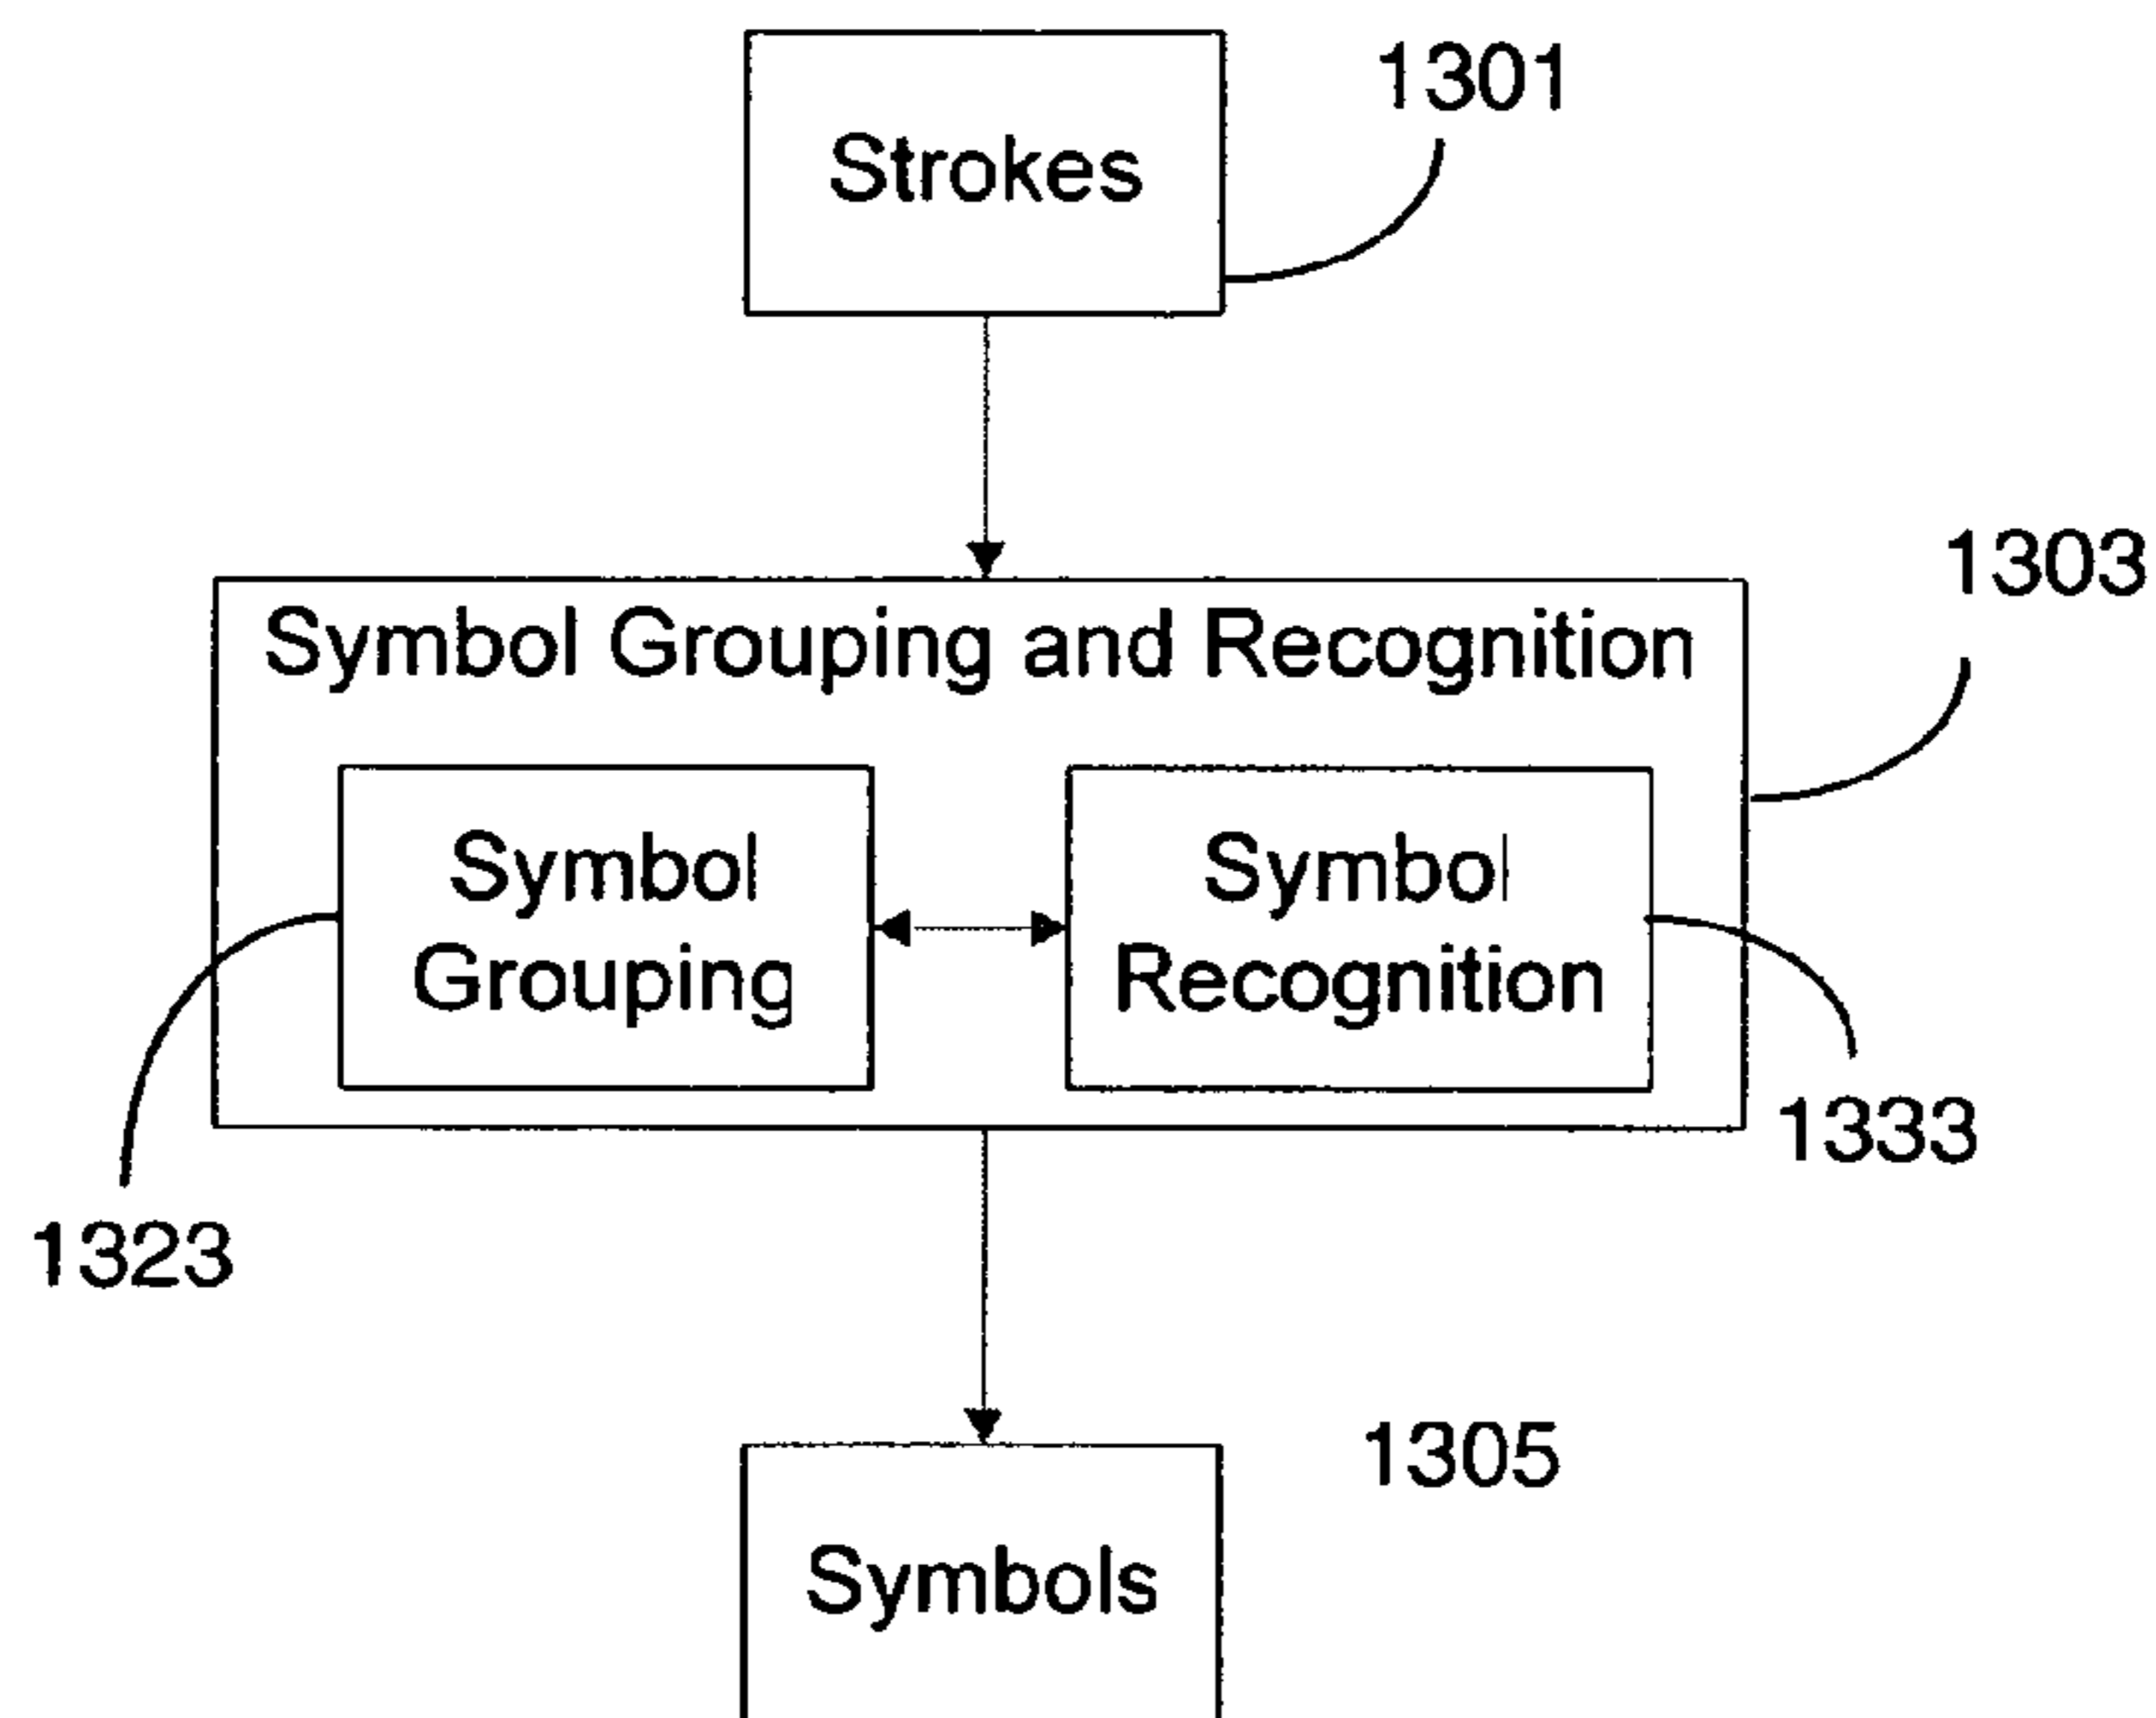 1301
Strokes
1303
Symbol Grouping and Recognition
Symbol
Grouping
Symbol
Recognition
1333
1323
1305
Symbols